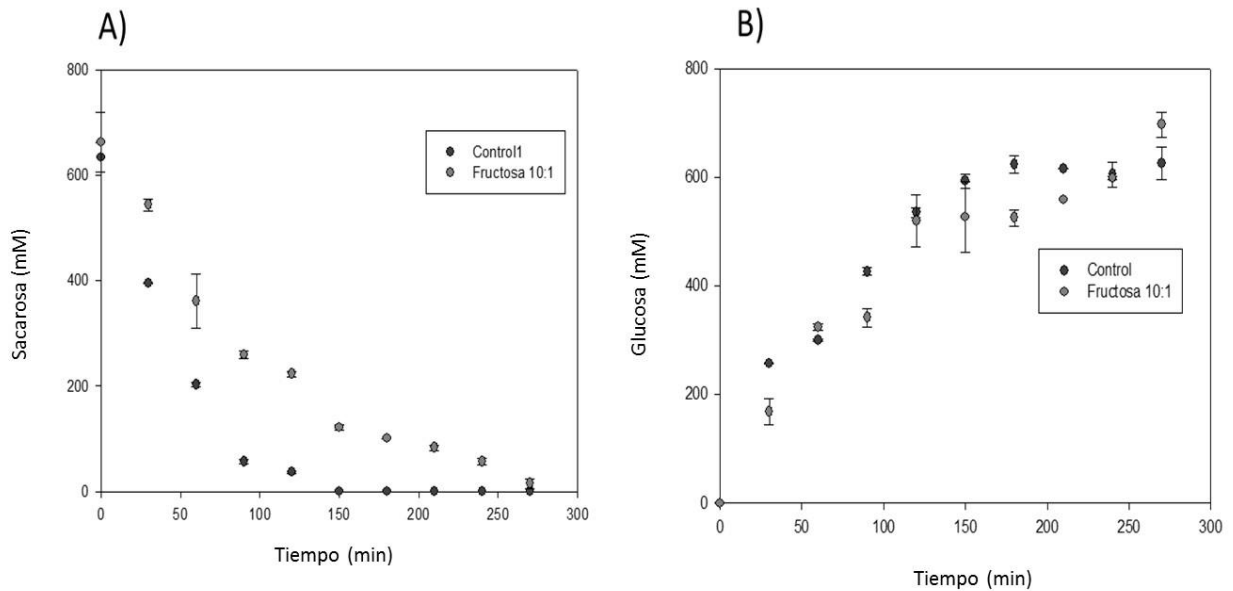 A)
800
600
400
200
0
Sacarosa (mM)
Control1
Fructosa 10:1
0 50 100 150 200 250 300
Tiempo (min)
B)
800
600
400
200
0
Glucosa (mM)
Control
Fructosa 10:1
0 50 100 150 200 250 300
Tiempo (min)